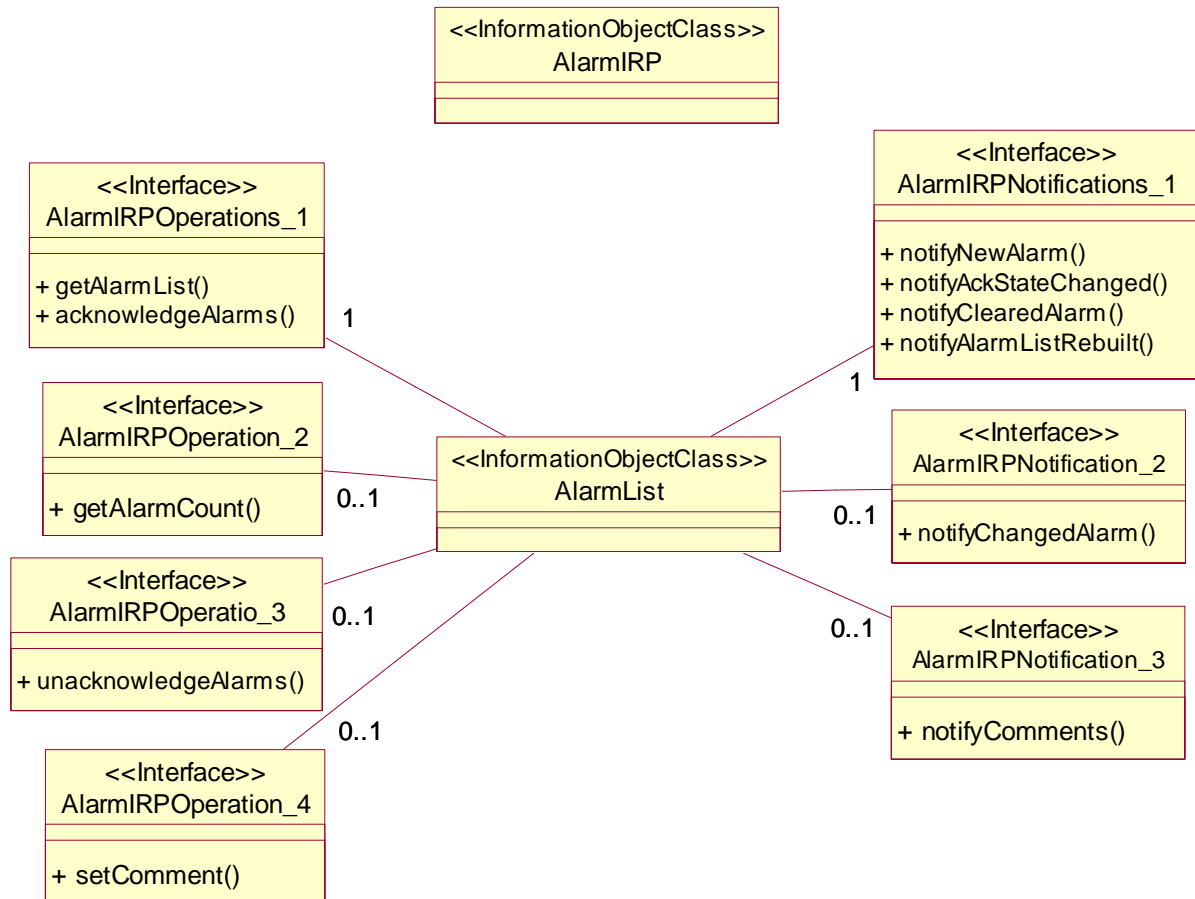 <<InformationObjectClass>>
AlarmIRP
<<Interface>>
AlarmIRPOperations_1
+ getAlarmList()
+ acknowledgeAlarms()
1
<<Interface>>
AlarmIRPNotifications_1
+ notifyNewAlarm()
+ notifyAckStateChanged()
+ notifyClearedAlarm()
+ notifyAlarmListRebuilt()
1
<<Interface>>
AlarmIRPOperation_2
+ getAlarmCount()
0..1
<<InformationObjectClass>>
AlarmList
<<Interface>>
AlarmIRPNotification_2
+ notifyChangedAlarm()
0..1
<<Interface>>
AlarmIRPOperatio_3
+ unacknowledgeAlarms()
0..1
<<Interface>>
AlarmIRPNotification_3
+ notifyComments()
0..1
<<Interface>>
AlarmIRPOperation_4
+ setComment()
0..1